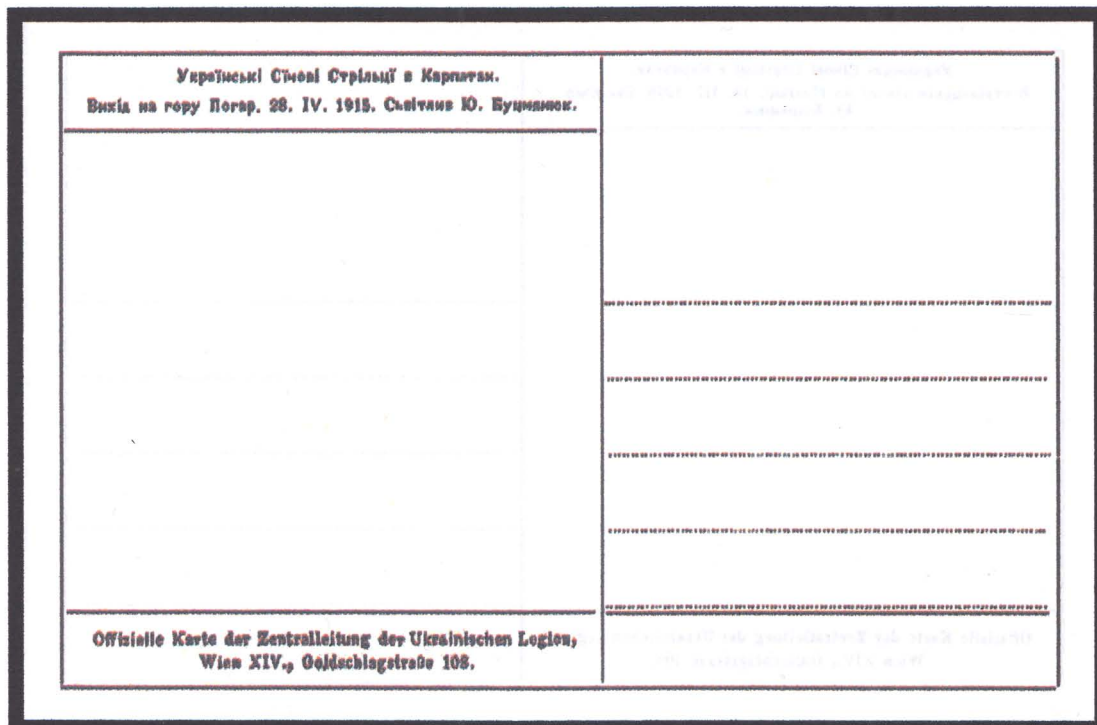 Українські Сїчові Стрільцї в Карпатах.
Вихід на гору Погар. 28. IV. 1915. Сьвітлив Ю. Буцманюк.
Offizielle Karte der Zentralleitung der Ukrainischen Legion,
Wien XIV., Goldschlagstraße 108.